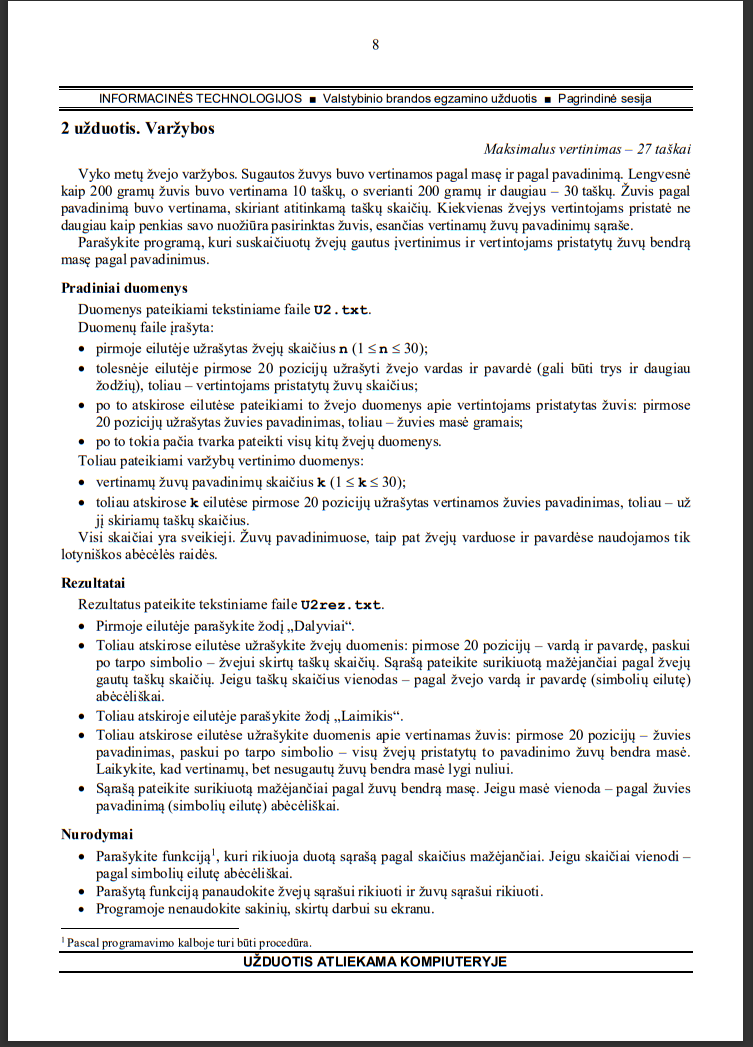 8
INFORMACINĖS TECHNOLOGIJOS ■ Valstybinio brandos egzamino užduotis ■ Pagrindinė sesija
2 užduotis. Varžybos
Maksimalus vertinimas – 27 taškai
Vyko metų žvejo varžybos. Sugautos žuvys buvo vertinamos pagal masę ir pagal pavadinimą. Lengvesnė
kaip 200 gramų žuvis buvo vertinama 10 taškų, o sverianti 200 gramų ir daugiau – 30 taškų. Žuvis pagal
pavadinimą buvo vertinama, skiriant atitinkamą taškų skaičių. Kiekvienas žvejys vertintojams pristatė ne
daugiau kaip penkias savo nuožiūra pasirinktas žuvis, esančias vertinamų žuvų pavadinimų sąraše.
Parašykite programą, kuri suskaičiuotų žvejų gautus įvertinimus ir vertintojams pristatytų žuvų bendrą
masę pagal pavadinimus.
Pradiniai duomenys
Duomenys pateikiami tekstiniame faile U2.txt.
Duomenų faile įrašyta:
• pirmoje eilutėje užrašytas žvejų skaičius n (1 ≤ n ≤ 30);
• tolesnėje eilutėje pirmose 20 pozicijų užrašyti žvejo vardas ir pavardė (gali būti trys ir daugiau
žodžių), toliau – vertintojams pristatytų žuvų skaičius;
• po to atskirose eilutėse pateikiami to žvejo duomenys apie vertintojams pristatytas žuvis: pirmose
20 pozicijų užrašytas žuvies pavadinimas, toliau – žuvies masė gramais;
• po to tokia pačia tvarka pateikti visų kitų žvejų duomenys.
Toliau pateikiami varžybų vertinimo duomenys:
• vertinamų žuvų pavadinimų skaičius k (1 ≤ k ≤ 30);
• toliau atskirose k eilutėse pirmose 20 pozicijų užrašytas vertinamos žuvies pavadinimas, toliau – už
jį skiriamų taškų skaičius.
Visi skaičiai yra sveikieji. Žuvų pavadinimuose, taip pat žvejų varduose ir pavardėse naudojamos tik
lotyniškos abėcėlės raidės.
Rezultatai
Rezultatus pateikite tekstiniame faile U2rez.txt.
• Pirmoje eilutėje parašykite žodį „Dalyviai“.
• Toliau atskirose eilutėse užrašykite žvejų duomenis: pirmose 20 pozicijų – vardą ir pavardę, paskui
po tarpo simbolio – žvejui skirtų taškų skaičių. Sąrašą pateikite surikiuotą mažėjančiai pagal žvejų
gautų taškų skaičių. Jeigu taškų skaičius vienodas – pagal žvejo vardą ir pavardę (simbolių eilutę)
abėcėliškai.
• Toliau atskiroje eilutėje parašykite žodį „Laimikis“.
• Toliau atskirose eilutėse užrašykite duomenis apie vertinamas žuvis: pirmose 20 pozicijų – žuvies
pavadinimas, paskui po tarpo simbolio – visų žvejų pristatytų to pavadinimo žuvų bendra masė.
Laikykite, kad vertinamų, bet nesugautų žuvų bendra masė lygi nuliui.
• Sąrašą pateikite surikiuotą mažėjančiai pagal žuvų bendrą masę. Jeigu masė vienoda – pagal žuvies
pavadinimą (simbolių eilutę) abėcėliškai.
Nurodymai
• Parašykite funkciją¹, kuri rikiuoja duotą sąrašą pagal skaičius mažėjančiai. Jeigu skaičiai vienodi –
pagal simbolių eilutę abėcėliškai.
• Parašytą funkciją panaudokite žvejų sąrašui rikiuoti ir žuvų sąrašui rikiuoti.
• Programoje nenaudokite sakinių, skirtų darbui su ekranu.
¹ Pascal programavimo kalboje turi būti procedūra.
UŽDUOTIS ATLIEKAMA KOMPIUTERYJE